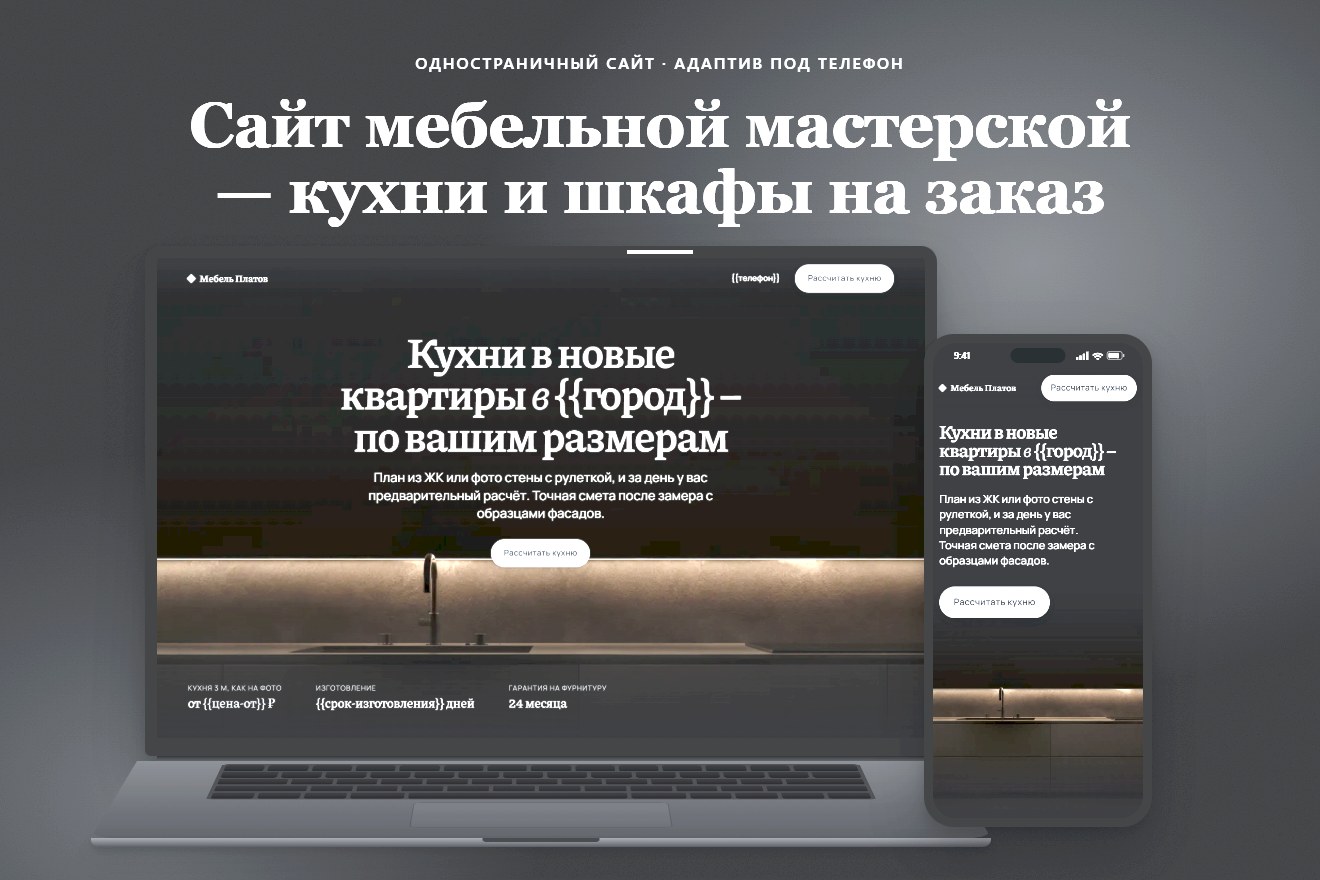 ОДНОСТРАНИЧНЫЙ САЙТ · АДАПТИВ ПОД ТЕЛЕФОН
Сайт мебельной мастерской
— кухни и шкафы на заказ
Мебель Платов
{{телефон}}
Рассчитать кухню
Кухни в новые
квартиры в {{город}} –
по вашим размерам
План из ЖК или фото стены с рулеткой, и за день у вас
предварительный расчёт. Точная смета после замера с
образцами фасадов.
Рассчитать кухню
КУХНЯ 3 М, КАК НА ФОТО
от {{цена-от}} ₽
ИЗГОТОВЛЕНИЕ
{{срок-изготовления}} дней
ГАРАНТИЯ НА ФУРНИТУРУ
24 месяца
9:41
Мебель Платов
Рассчитать кухню
Кухни в новые
квартиры в {{город}} –
по вашим размерам
План из ЖК или фото стены с
рулеткой, и за день у вас
предварительный расчёт.
Точная смета после замера с
образцами фасадов.
Рассчитать кухню